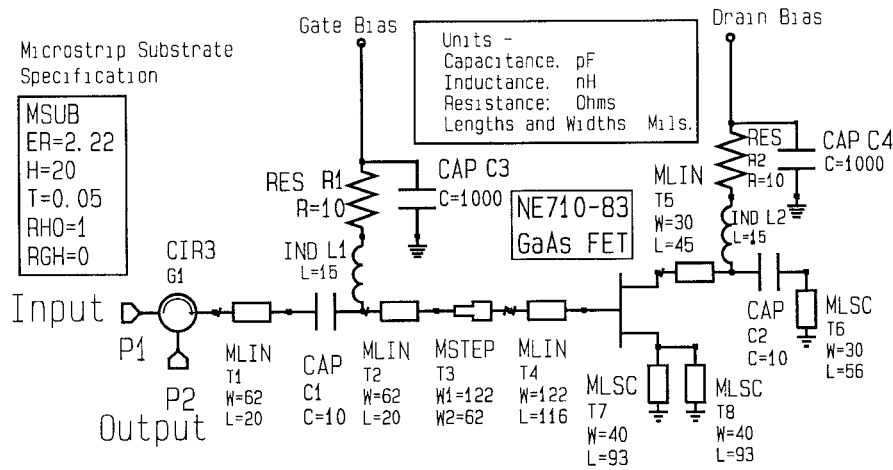 Microstrip Substrate
Specification
MSUB
ER=2.22
H=20
T=0.05
RHO=1
RGH=0
Gate Bias
Units -
Capacitance. pF
Inductance. nH
Resistance: Ohms
Lengths and Widths Mils.
Drain Bias
RES R1
R=10
CAP C3
C=1000
IND L1
L=15
NE710-83
GaAs FET
RES
R2
R=10
CAP C4
C=1000
MLIN
T5
W=30
L=45
IND L2
L=15
CIR3
G1
Input
P1
P2
Output
MLIN
T1
W=62
L=20
CAP
C1
C=10
MLIN
T2
W=62
L=20
MSTEP
T3
W1=122
W2=62
MLIN
T4
W=122
L=116
MLSC
T7
W=40
L=93
MLSC
T8
W=40
L=93
CAP
C2
C=10
MLSC
T6
W=30
L=56